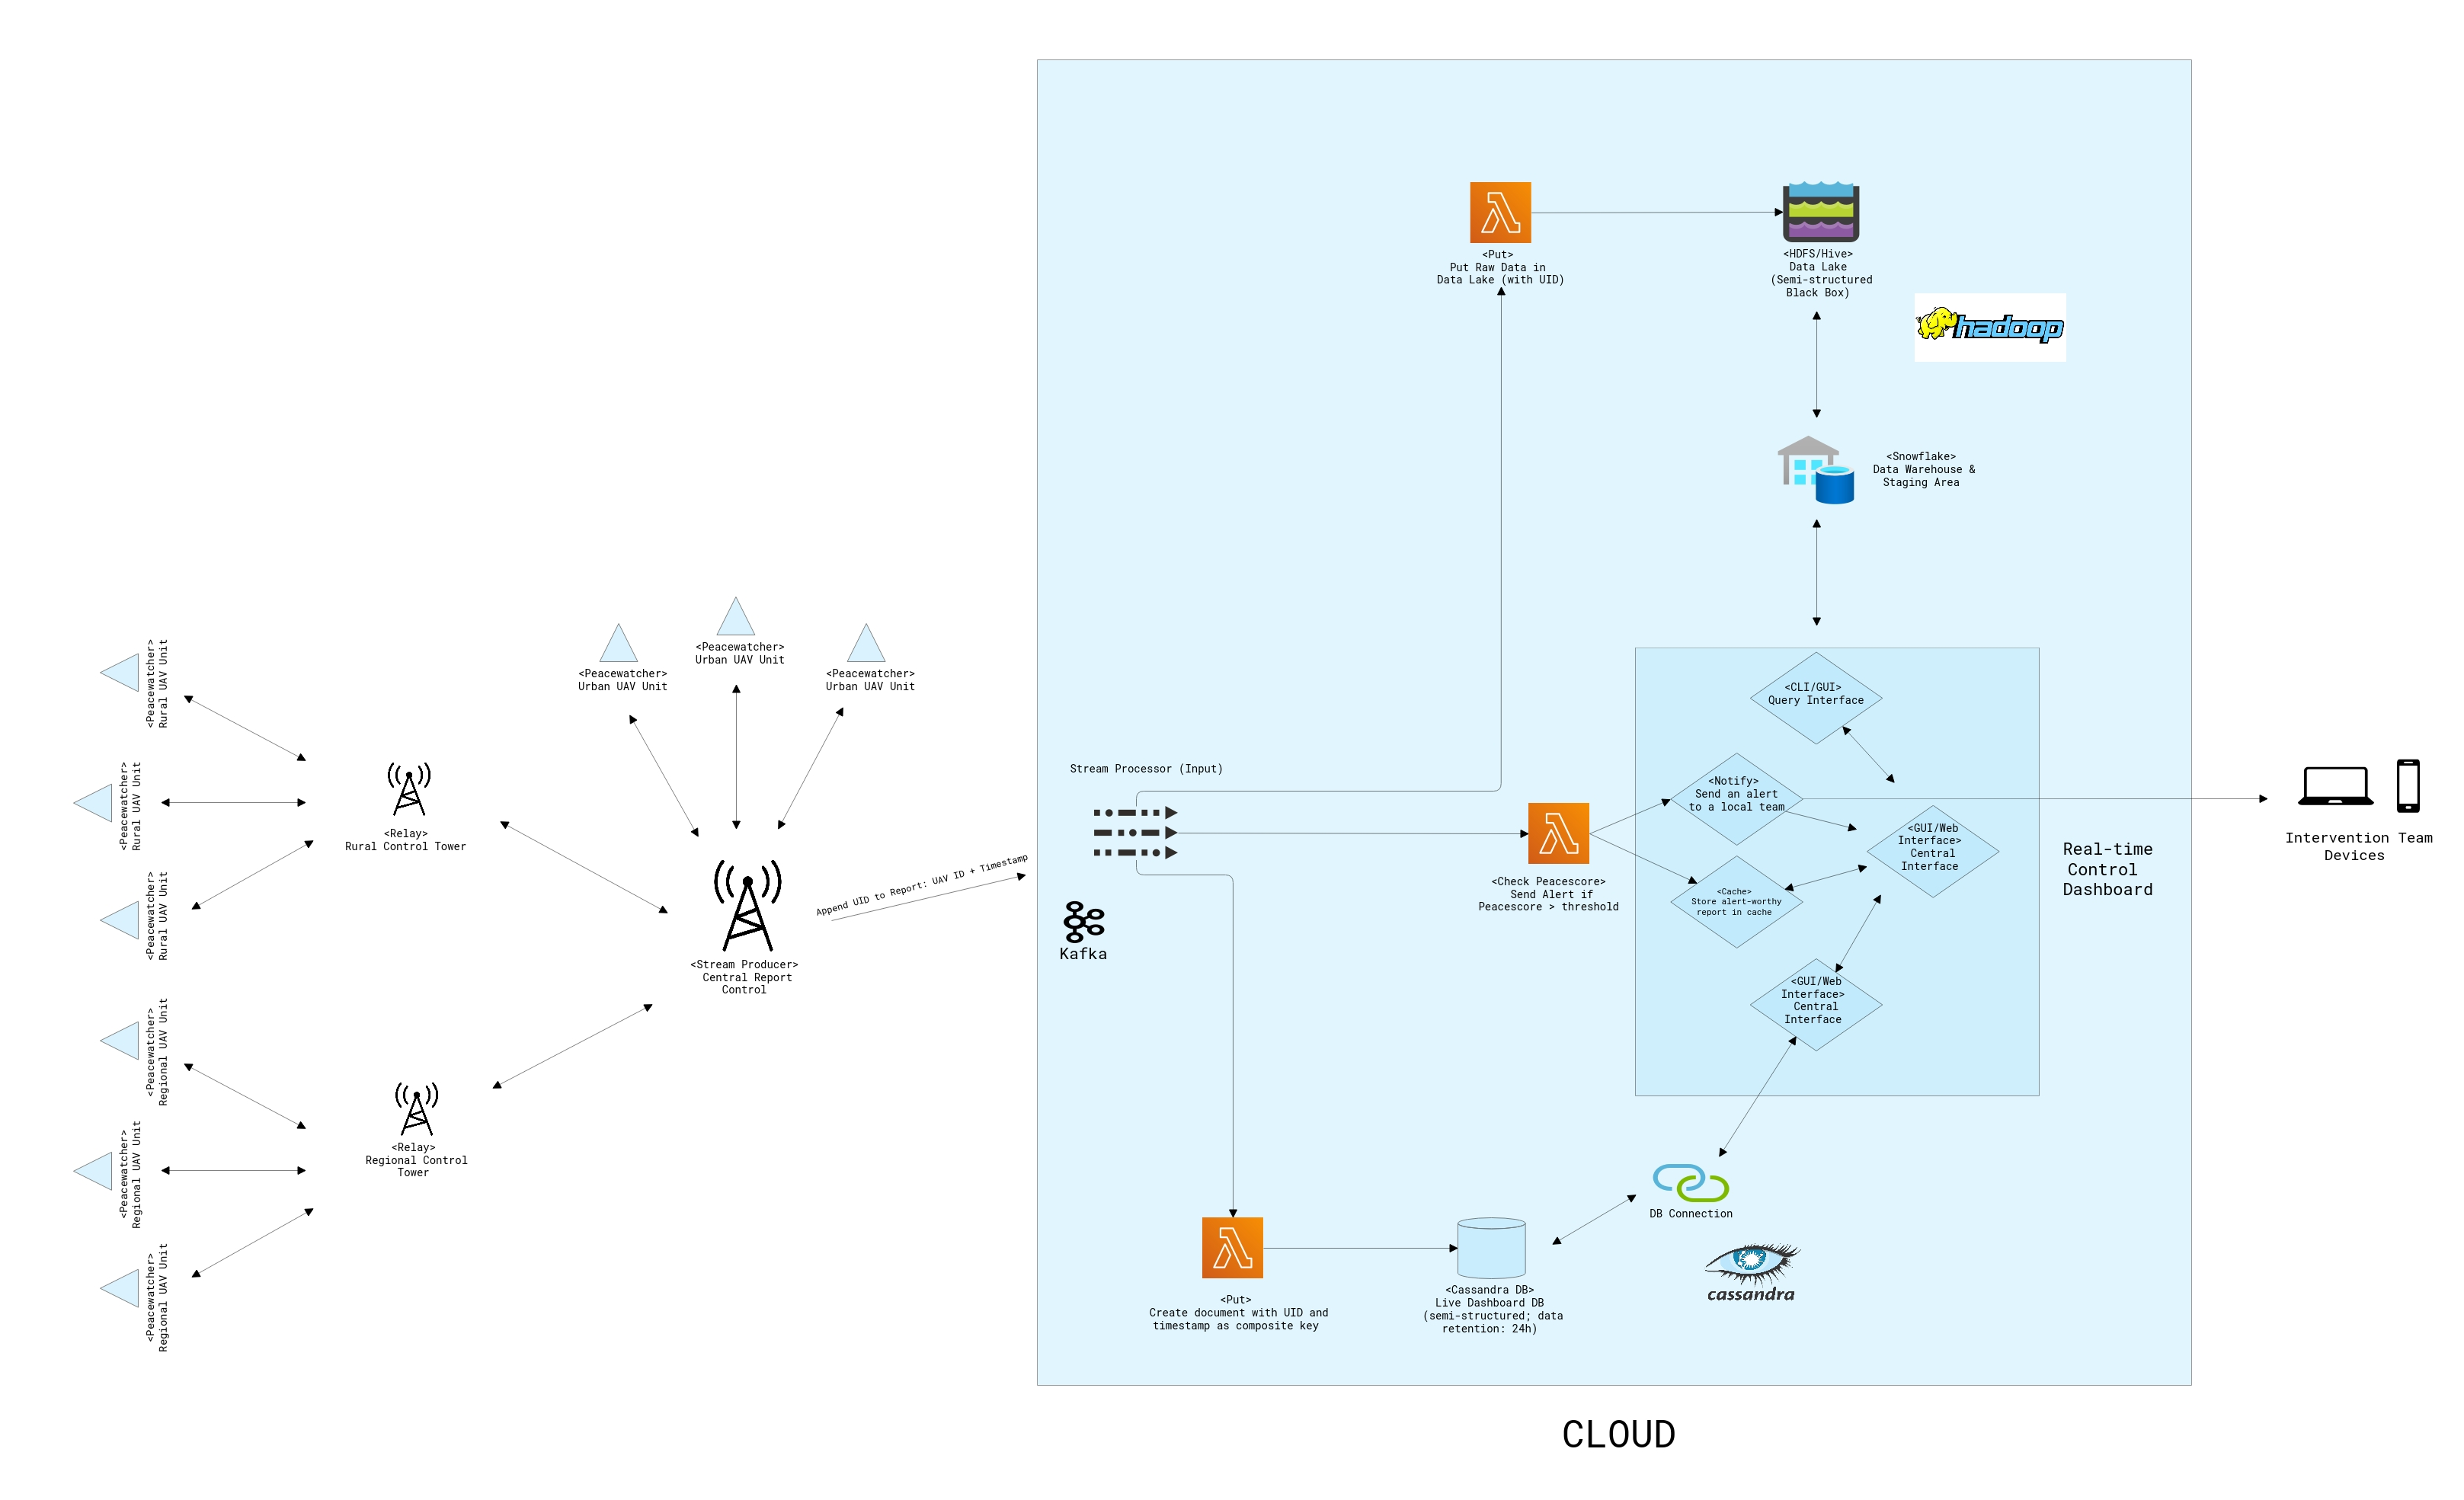 <Put>
Put Raw Data in
Data Lake (with UID)
<HDFS/Hive>
Data Lake
(Semi-structured
Black Box)
hadoop
<Snowflake>
Data Warehouse &
Staging Area
<Peacewatcher>
Rural UAV Unit
<Peacewatcher>
Rural UAV Unit
<Peacewatcher>
Rural UAV Unit
<Peacewatcher>
Regional UAV Unit
<Peacewatcher>
Regional UAV Unit
<Peacewatcher>
Regional UAV Unit
<Relay>
Rural Control Tower
<Relay>
Regional Control
Tower
<Peacewatcher>
Urban UAV Unit
<Peacewatcher>
Urban UAV Unit
<Peacewatcher>
Urban UAV Unit
<Stream Producer>
Central Report
Control
Append UID to Report: UAV ID + Timestamp
Stream Processor (Input)
Kafka
<Check Peacescore>
Send Alert if
Peacescore > threshold
<CLI/GUI>
Query Interface
<Notify>
Send an alert
to a local team
<Cache>
Store alert-worthy
report in cache
<GUI/Web
Interface>
Central
Interface
<GUI/Web
Interface>
Central
Interface
Real-time
Control
Dashboard
Intervention Team
Devices
DB Connection
cassandra
<Put>
Create document with UID and
timestamp as composite key
<Cassandra DB>
Live Dashboard DB
(semi-structured; data
retention: 24h)
CLOUD